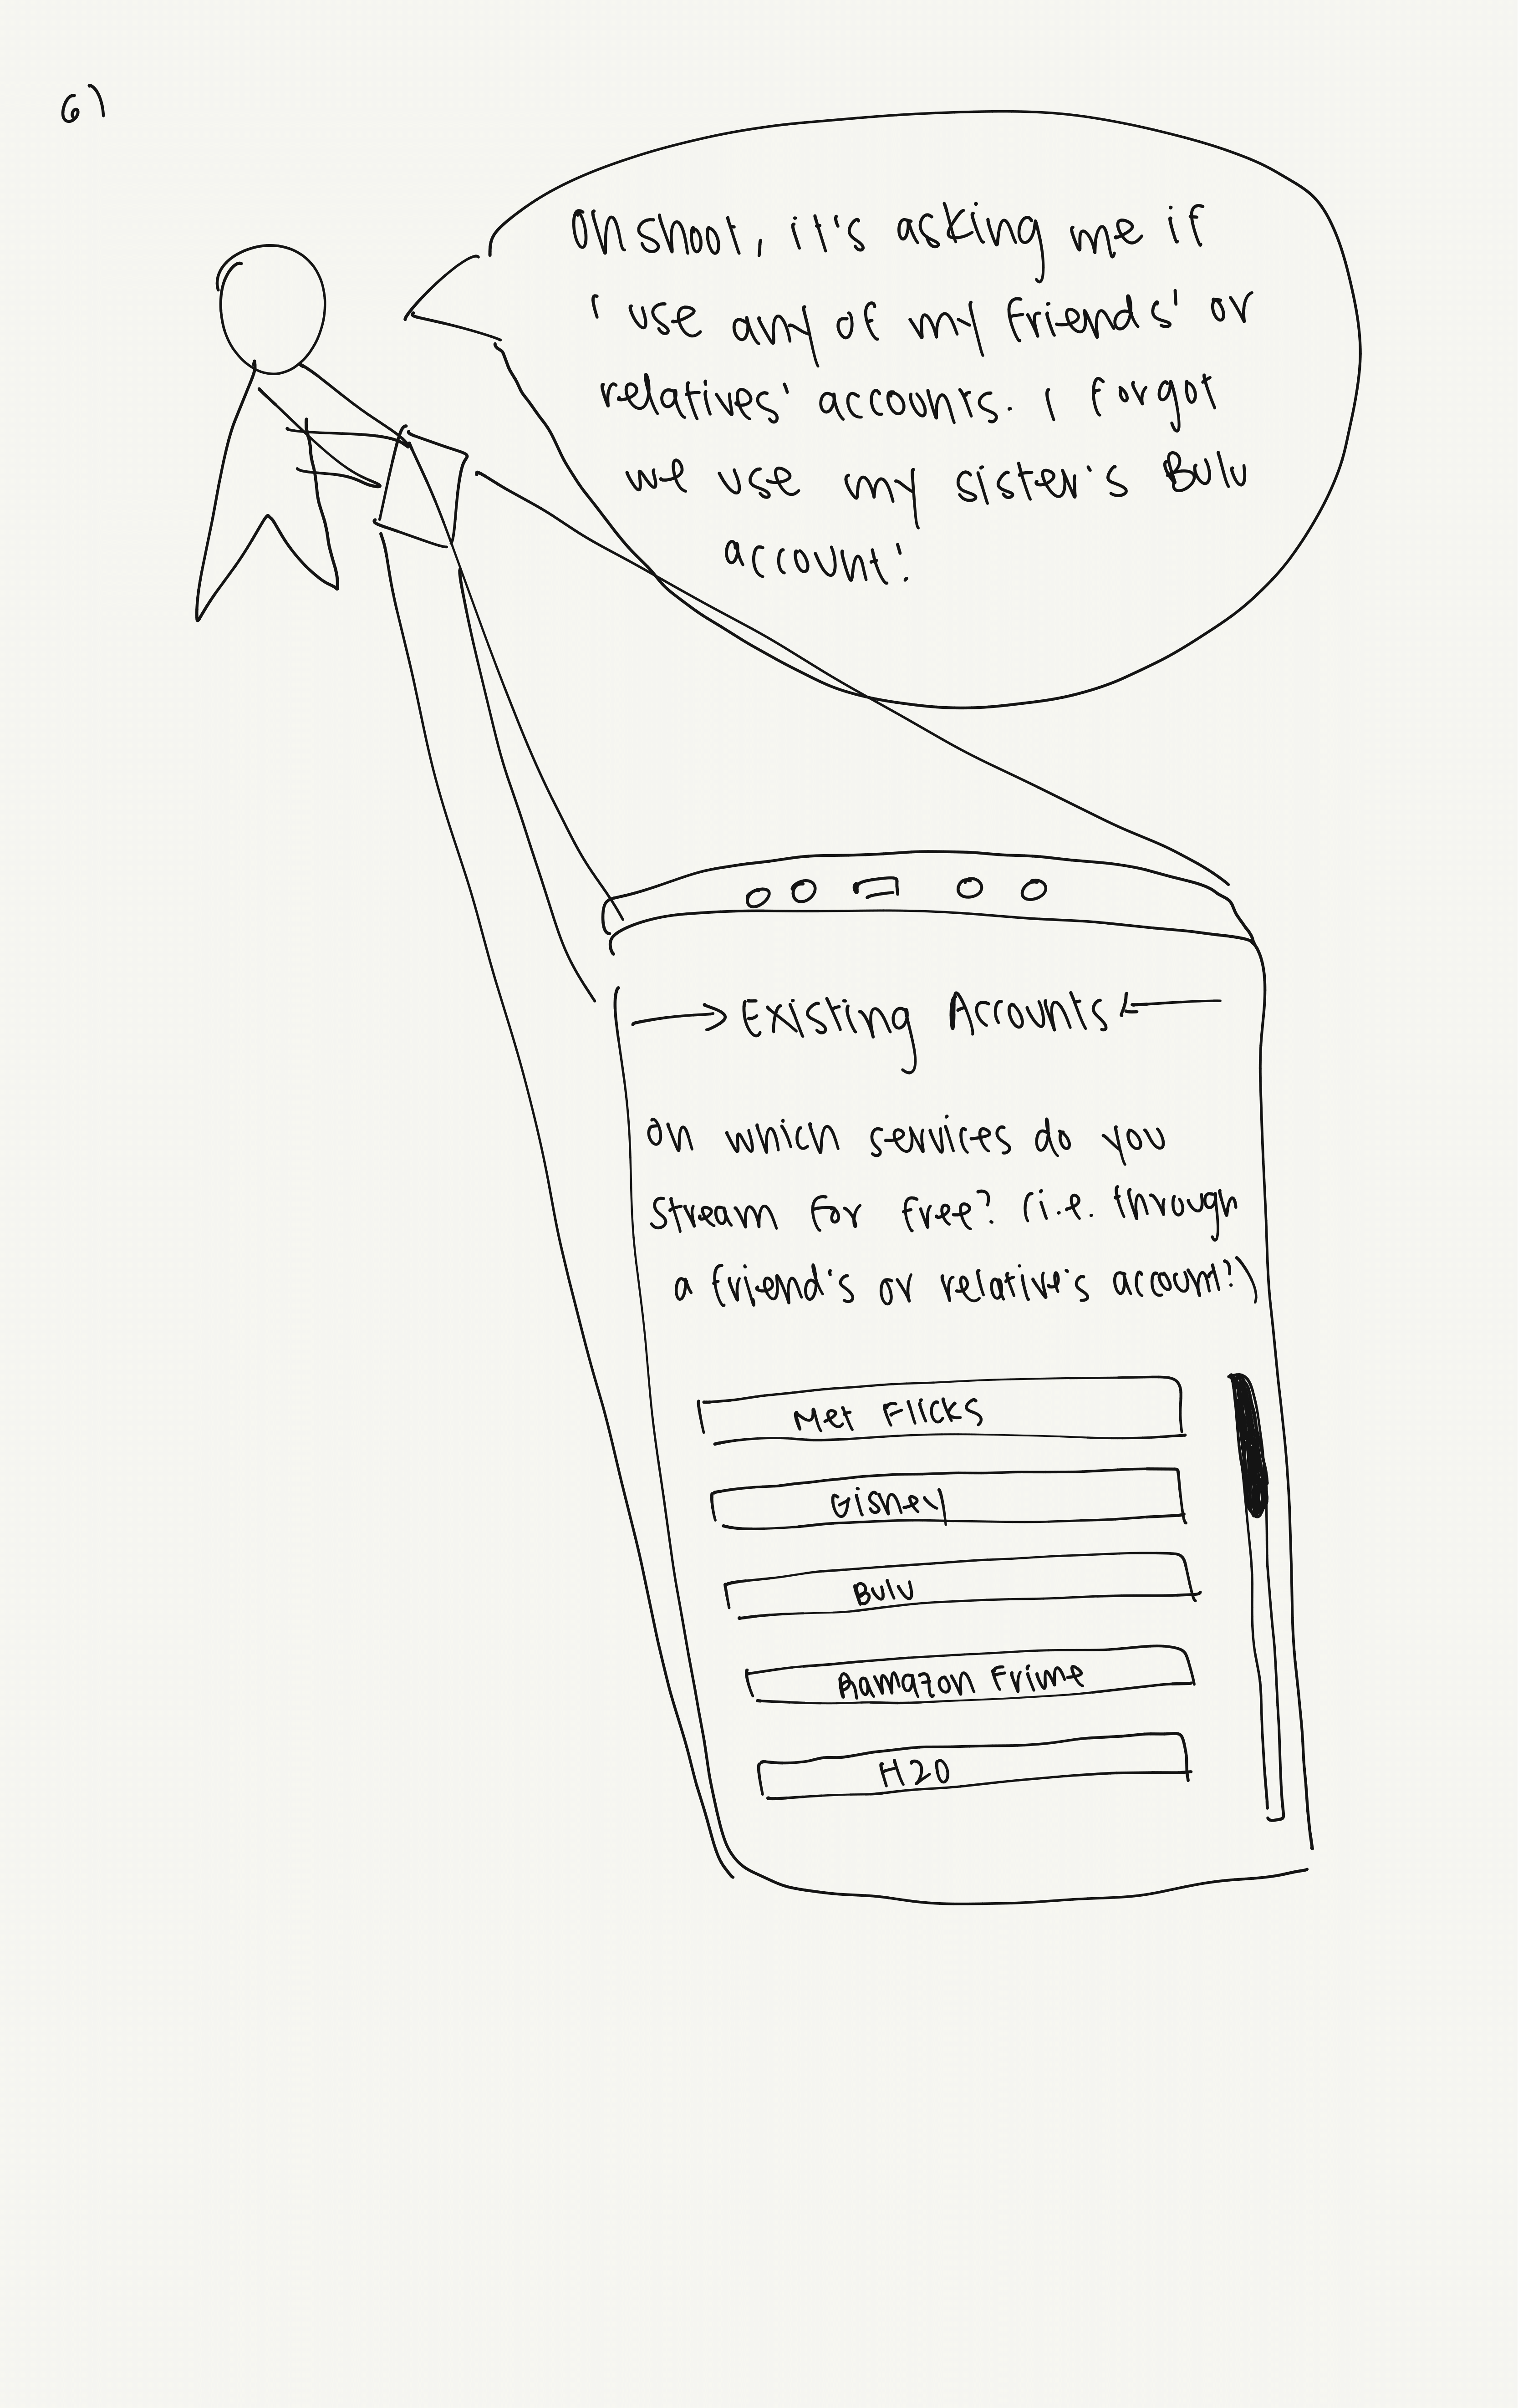 6)
Oh shoot, it's asking me if
I use any of my friends' or
relatives' accounts. I forgot
we use my sister's Bulu
account!
→ Existing Accounts ←
On which services do you
stream for free? (i.e. through
a friend's or relative's account?)
Met Flicks
Gisney
Bulu
Aamazon Frime
H20